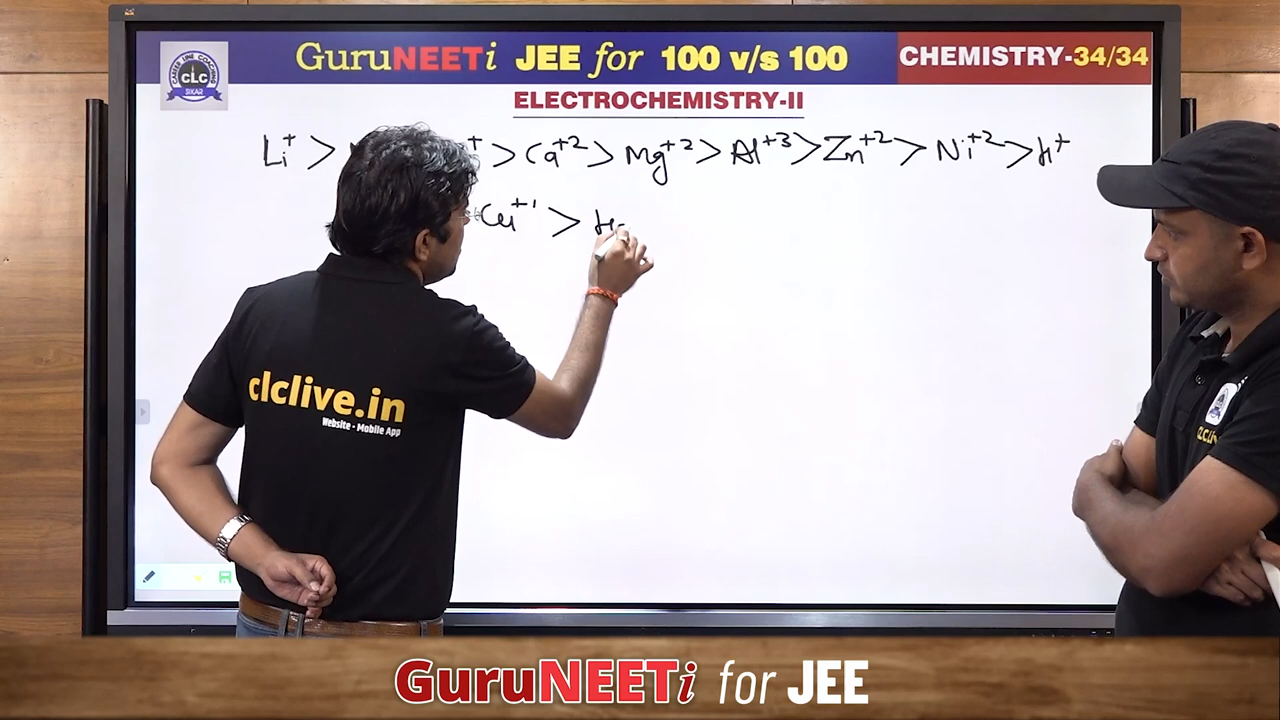 GuruNEETi JEE for 100 v/s 100
CHEMISTRY-34/34
CLC
SIKAR
ELECTROCHEMISTRY-II
Li⁺ > ⁺ > Ca⁺² > Mg⁺² > Al⁺³ > Zn⁺² > Ni⁺² > H⁺
Cu⁺¹ > H
clclive.in
Website - Mobile App
GuruNEETi for JEE